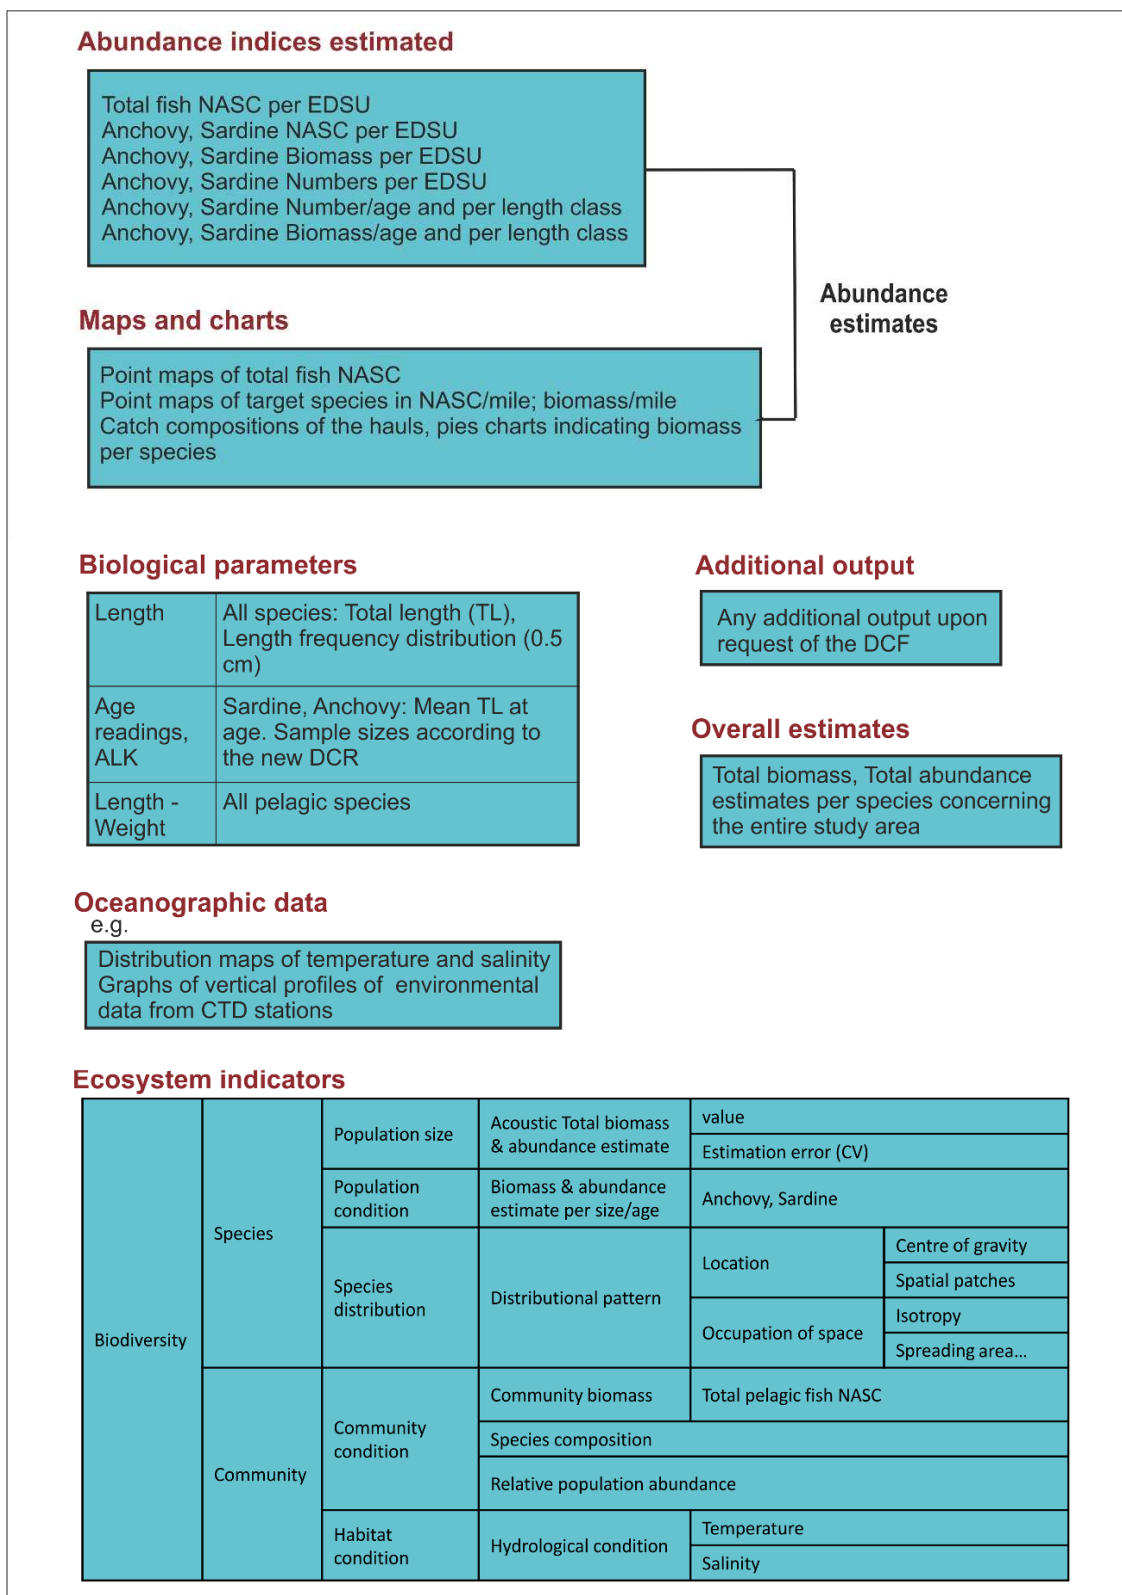 Abundance indices estimated
Total fish NASC per EDSU
Anchovy, Sardine NASC per EDSU
Anchovy, Sardine Biomass per EDSU
Anchovy, Sardine Numbers per EDSU
Anchovy, Sardine Number/age and per length class
Anchovy, Sardine Biomass/age and per length class
Abundance
estimates
Maps and charts
Point maps of total fish NASC
Point maps of target species in NASC/mile; biomass/mile
Catch compositions of the hauls, pies charts indicating biomass
per species
Biological parameters
Length
All species: Total length (TL),
Length frequency distribution (0.5
cm)
Age
readings,
ALK
Sardine, Anchovy: Mean TL at
age. Sample sizes according to
the new DCR
Length -
Weight
All pelagic species
Additional output
Any additional output upon
request of the DCF
Overall estimates
Total biomass, Total abundance
estimates per species concerning
the entire study area
Oceanographic data
e.g.
Distribution maps of temperature and salinity
Graphs of vertical profiles of environmental
data from CTD stations
Ecosystem indicators
Biodiversity
Species
Population size
Acoustic Total biomass
& abundance estimate
value
Estimation error (CV)
Population
condition
Biomass & abundance
estimate per size/age
Anchovy, Sardine
Species
distribution
Distributional pattern
Location
Centre of gravity
Spatial patches
Occupation of space
Isotropy
Spreading area...
Community
Community
condition
Community biomass
Total pelagic fish NASC
Species composition
Relative population abundance
Habitat
condition
Hydrological condition
Temperature
Salinity